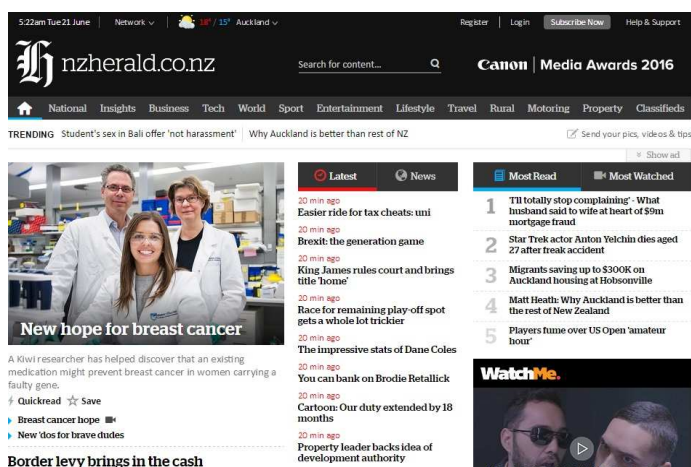 5:22am Tue 21 June
Network
18° / 15° Auckland
Register
Login
Subscribe Now
Help & Support
nzherald.co.nz
Search for content...
Canon | Media Awards 2016
National Insights Business Tech World Sport Entertainment Lifestyle Travel Rural Motoring Property Classifieds
TRENDING Student's sex in Bali offer 'not harassment' Why Auckland is better than rest of NZ
Send your pics, videos & tips
Show ad
New hope for breast cancer
A Kiwi researcher has helped discover that an existing
medication might prevent breast cancer in women carrying a
faulty gene.
Quickread Save
Breast cancer hope
New 'dos for brave dudes
Border levy brings in the cash
Latest
News
20 min ago
Easier ride for tax cheats: uni
20 min ago
Brexit: the generation game
20 min ago
King James rules court and brings
title 'home'
20 min ago
Race for remaining play-off spot
gets a whole lot trickier
20 min ago
The impressive stats of Dane Coles
20 min ago
You can bank on Brodie Retallick
20 min ago
Cartoon: Our duty extended by 18
months
20 min ago
Property leader backs idea of
development authority
Most Read
Most Watched
1
'I'll totally stop complaining' - What
husband said to wife at heart of $9m
mortgage fraud
2
Star Trek actor Anton Yelchin dies aged
27 after freak accident
3
Migrants saving up to $300K on
Auckland housing at Hobsonville
4
Matt Heath: Why Auckland is better than
the rest of New Zealand
5
Players fume over US Open 'amateur
hour'
WatchMe.